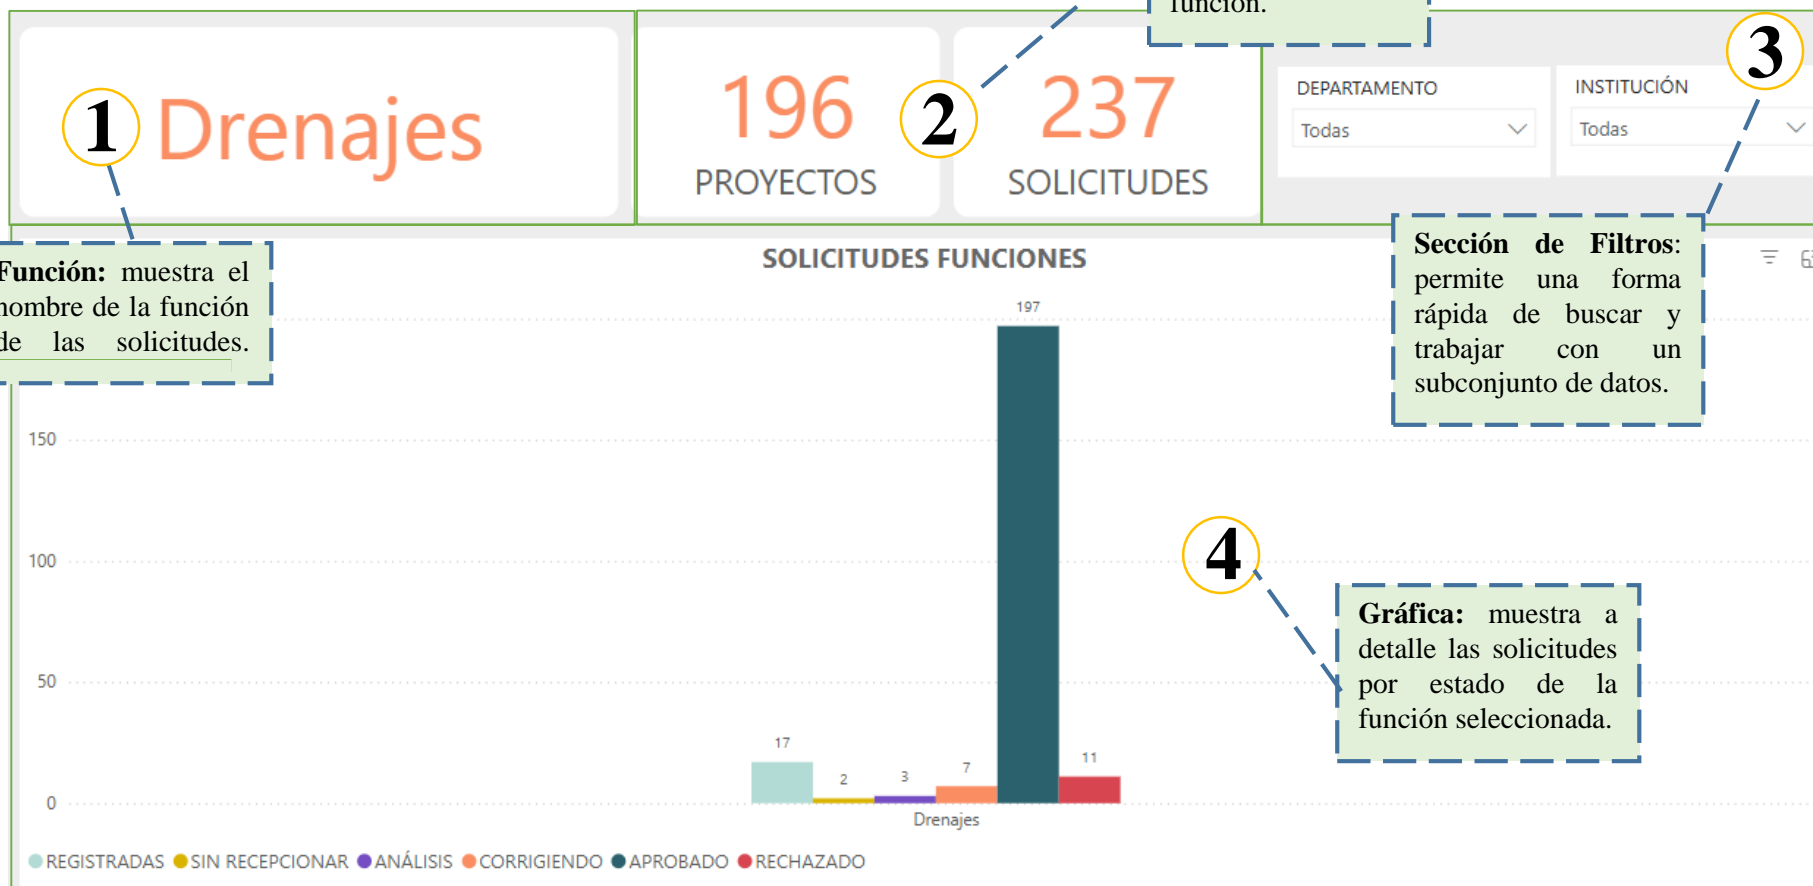 función.
1
Drenajes
196
PROYECTOS
2
237
SOLICITUDES
3
DEPARTAMENTO
Todas
INSTITUCIÓN
Todas
Función: muestra el
nombre de la función
de las solicitudes.
SOLICITUDES FUNCIONES
Sección de Filtros:
permite una forma
rápida de buscar y
trabajar con un
subconjunto de datos.
197
150
100
50
0
17
2
3
7
11
Drenajes
4
Gráfica: muestra a
detalle las solicitudes
por estado de la
función seleccionada.
REGISTRADAS SIN RECEPCIONAR ANÁLISIS CORRIGIENDO APROBADO RECHAZADO